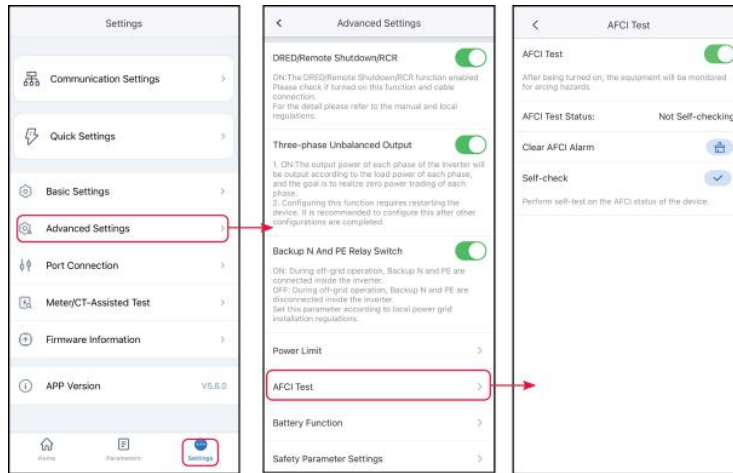 Settings
Communication Settings
Quick Settings
Basic Settings
Advanced Settings
Port Connection
Meter/CT-Assisted Test
Firmware Information
APP Version V5.6.0
Home Parameters Settings
Advanced Settings
DRED/Remote Shutdown/RCR
ON:The DRED/Remote Shutdown/RCR function enabled
Please check if turned on this function and cable
connection.
For the detail please refer to the manual and local
regulations.
Three-phase Unbalanced Output
1. ON:The output power of each phase of the inverter will
be output according to the load power of each phase,
and the goal is to realize zero power trading of each
phase;
2. Configuring this function requires restarting the
device. It is recommended to configure this after other
configurations are completed.
Backup N And PE Relay Switch
ON: During off-grid operation, Backup N and PE are
connected inside the inverter.
OFF: During off-grid operation, Backup N and PE are
disconnected inside the inverter.
Set this parameter according to local power grid
installation regulations.
Power Limit
AFCI Test
Battery Function
Safety Parameter Settings
AFCI Test
AFCI Test
After being turned on, the equipment will be monitored
for arcing hazards.
AFCI Test Status: Not Self-checking
Clear AFCI Alarm
Self-check
Perform self-test on the AFCI status of the device.